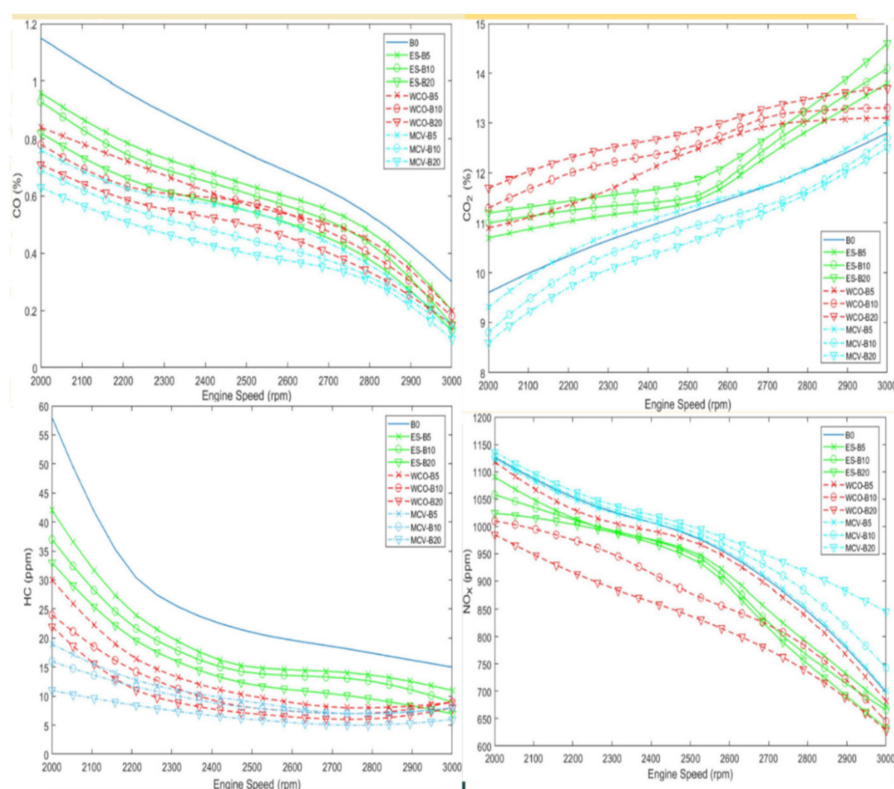 1.2
1
0.8
0.6
0.4
0.2
0
CO (%)
2000 2100 2200 2300 2400 2500 2600 2700 2800 2900 3000
Engine Speed (rpm)
B0
ES-B5
ES-B10
ES-B20
WCO-B5
WCO-B10
WCO-B20
MCV-B5
MCV-B10
MCV-B20
15
14
13
12
11
10
9
8
CO2 (%)
2000 2100 2200 2300 2400 2500 2600 2700 2800 2900 3000
Engine Speed (rpm)
B0
ES-B5
ES-B10
ES-B20
WCO-B5
WCO-B10
WCO-B20
MCV-B5
MCV-B10
MCV-B20
60
55
50
45
40
35
30
25
20
15
10
5
0
HC (ppm)
2000 2100 2200 2300 2400 2500 2600 2700 2800 2900 3000
Engine Speed (rpm)
B0
ES-B5
ES-B10
ES-B20
WCO-B5
WCO-B10
WCO-B20
MCV-B5
MCV-B10
MCV-B20
1200
1150
1100
1050
1000
950
900
850
800
750
700
650
600
NOX (ppm)
2000 2100 2200 2300 2400 2500 2600 2700 2800 2900 3000
Engine Speed (rpm)
B0
ES-B5
ES-B10
ES-B20
WCO-B5
WCO-B10
WCO-B20
MCV-B5
MCV-B10
MCV-B20